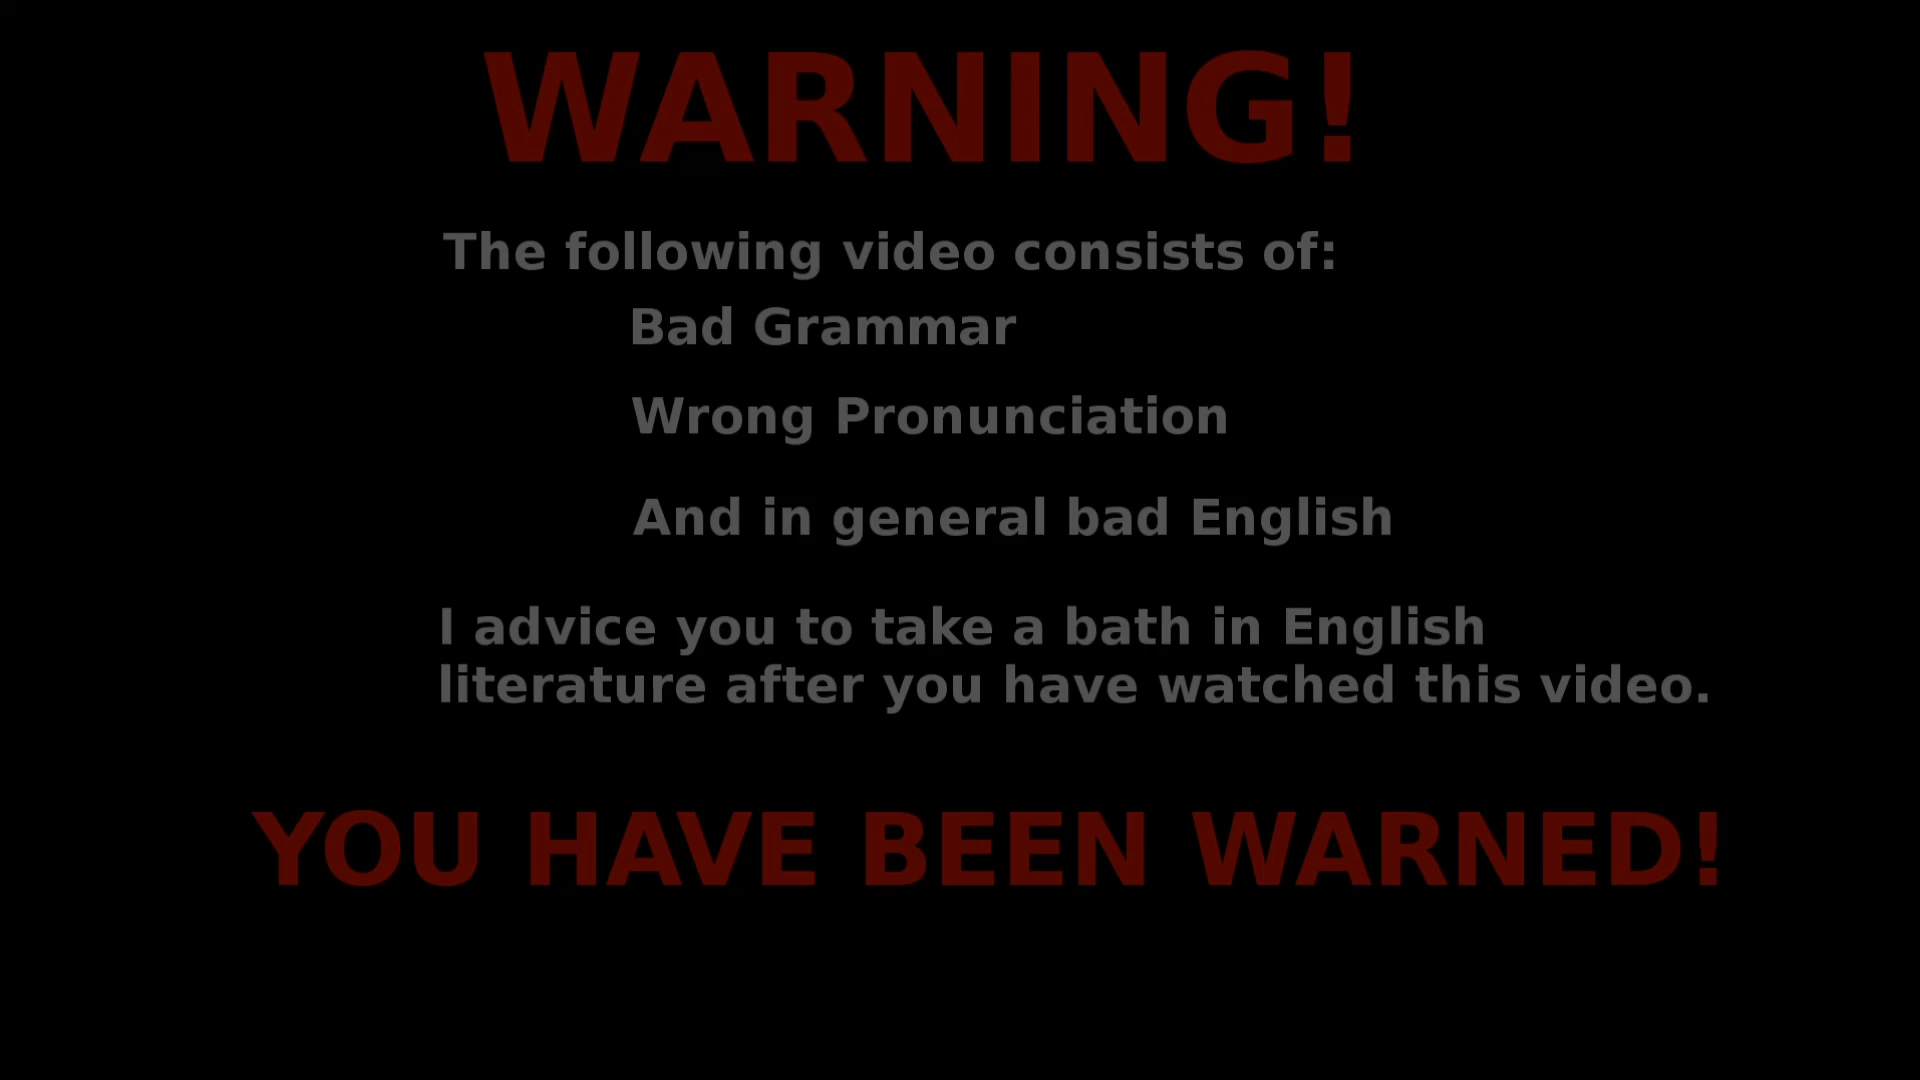 WARNING!
The following video consists of:
Bad Grammar
Wrong Pronunciation
And in general bad English
I advice you to take a bath in English
literature after you have watched this video.
YOU HAVE BEEN WARNED!